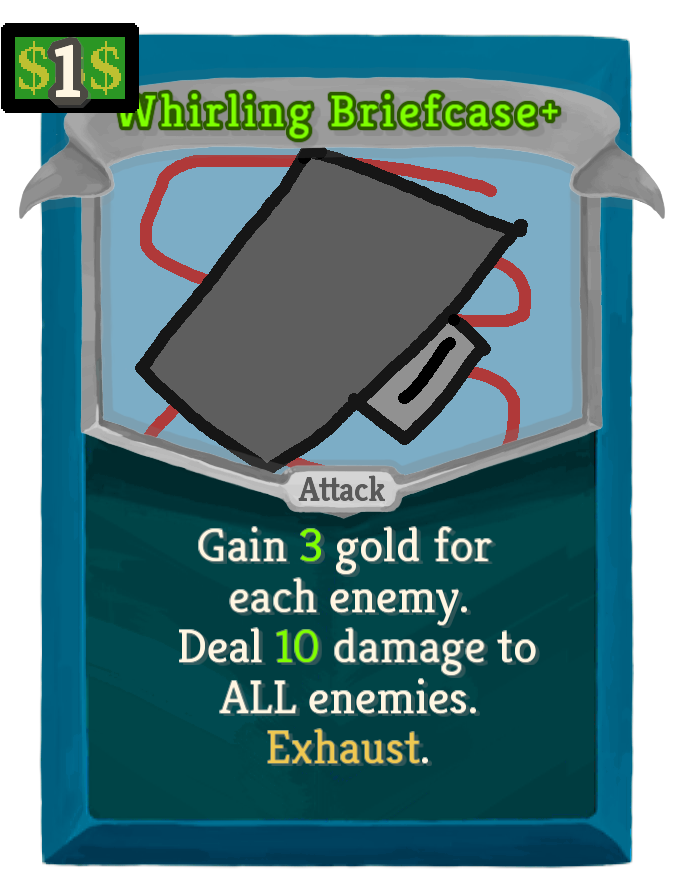 $1$
Whirling Briefcase+
Attack
Gain 3 gold for
each enemy.
Deal 10 damage to
ALL enemies.
Exhaust.